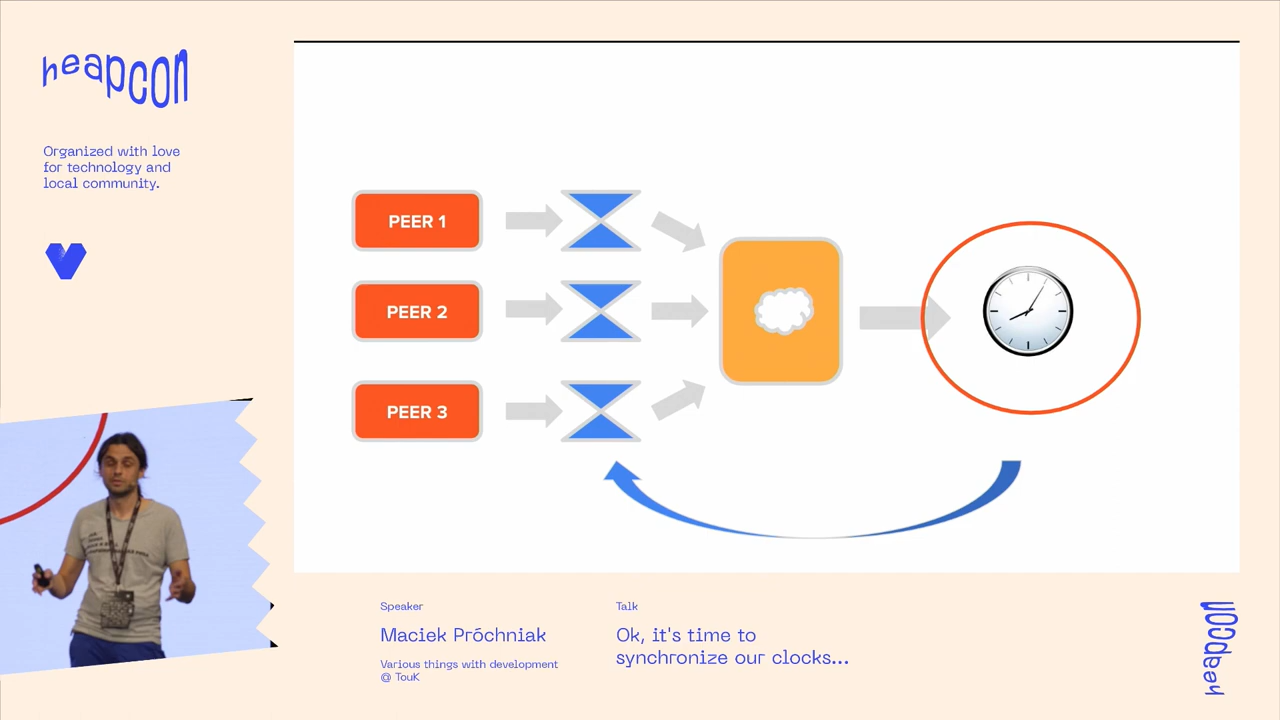 heapcon
Organized with love
for technology and
local community.
PEER 1
PEER 2
PEER 3
Speaker
Maciek Próchniak
Various things with development
@ TouK
Talk
Ok, it's time to
synchronize our clocks...
heapcon